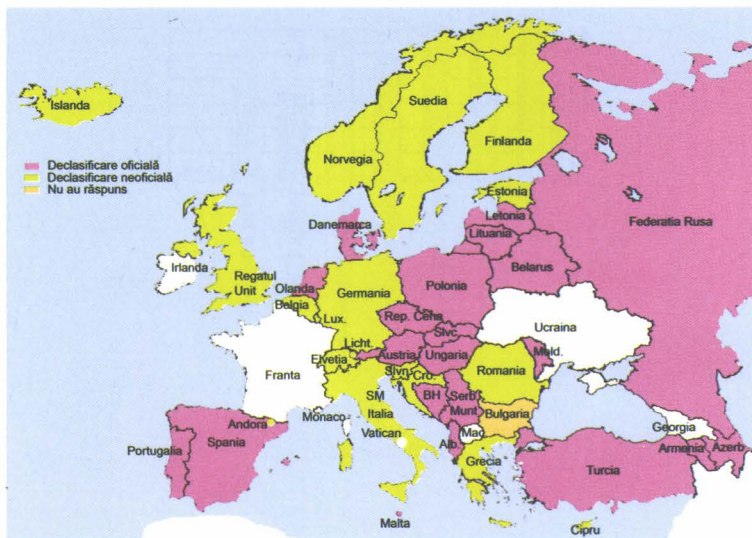 Islanda
Suedia
Finlanda
Norvegia
Declasificare oficială
Declasificare neoficială
Nu au răspuns
Estonia
Letonia
Danemarca
Federatia Rusa
Lituania
Irlanda
Belarus
Regatul
Unit
Olanda
Germania
Polonia
Belgia
Lux.
Rep. Ceha
Ucraina
Slvc.
Licht.
Elvetia
Austria
Ungaria
Mold.
Franta
Slvn.
Cro.
Romania
SM
BH
Serb
Monaco
Italia
Munt
Bulgaria
Andora
Georgia
Vatican
Mac
Portugalia
Spania
Alb.
Armenia
Azerb
Grecia
Turcia
Malta
Cipru